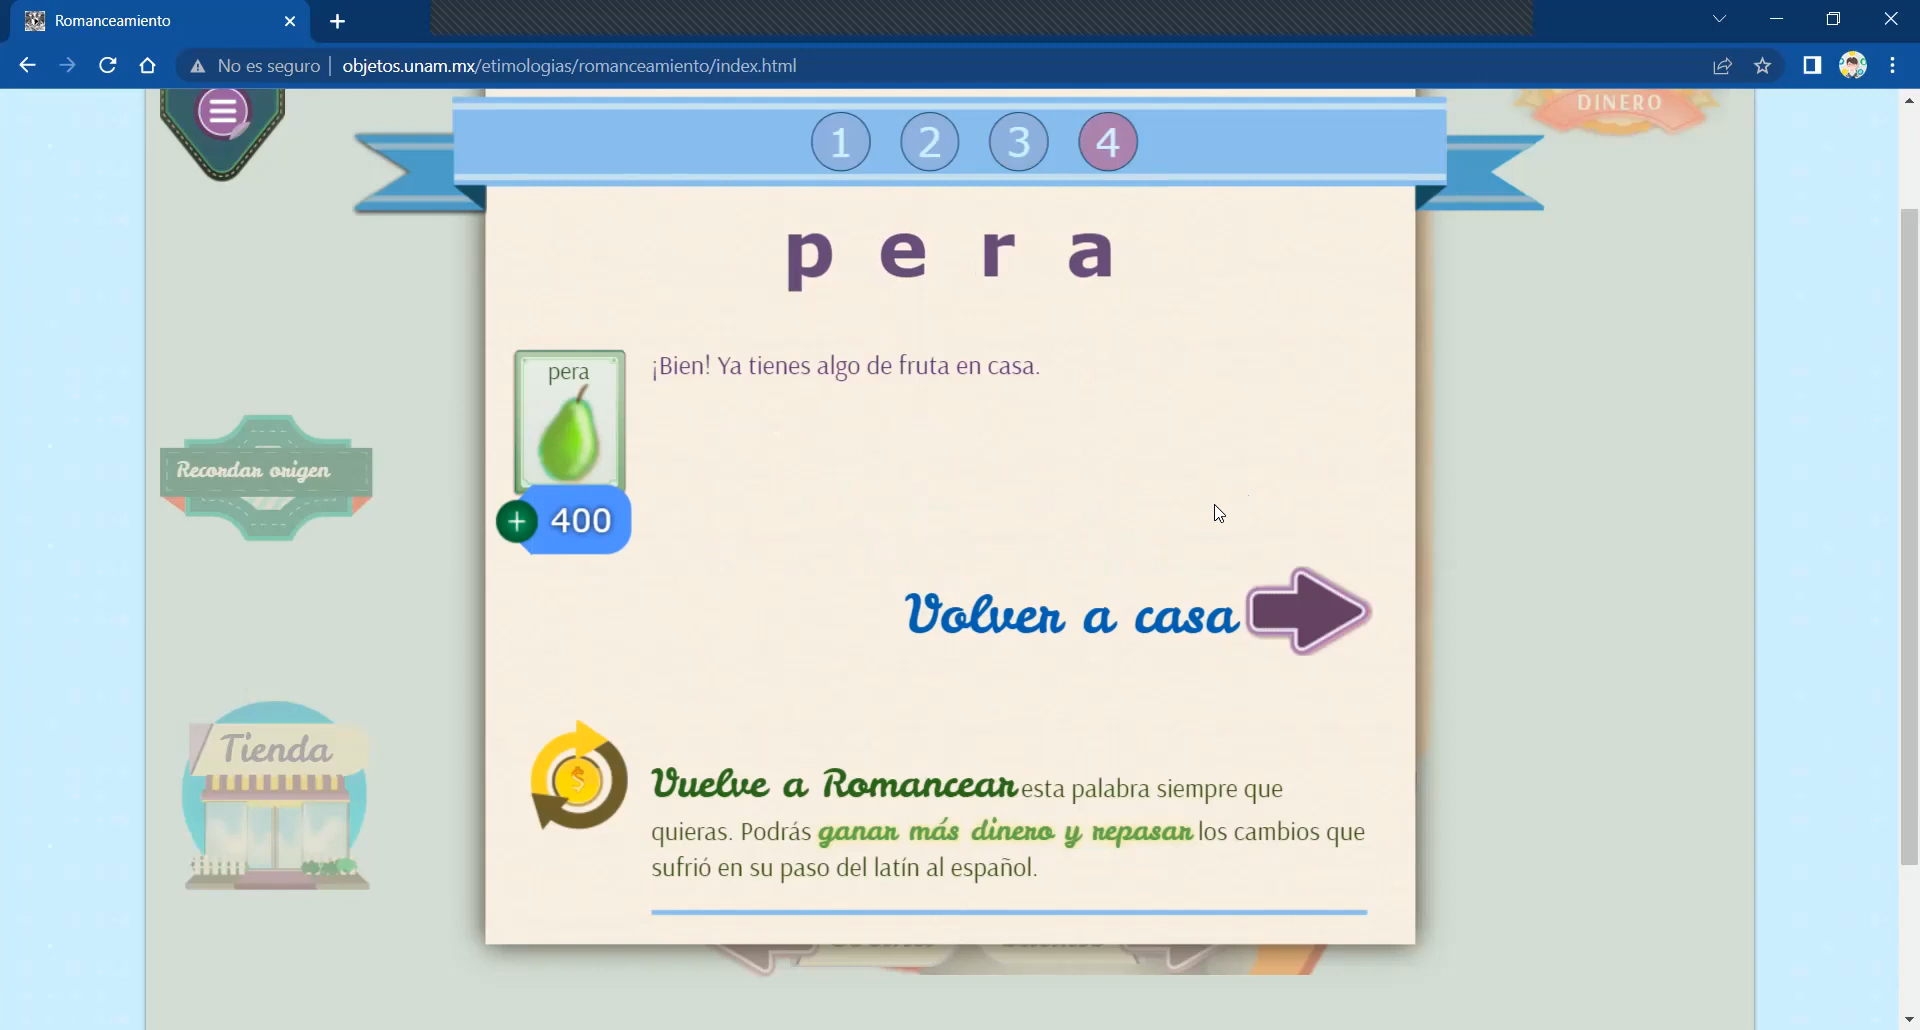 Romanceamiento
No es seguro | objetos.unam.mx/etimologias/romanceamiento/index.html
DINERO
1 2 3 4
p e r a
pera
¡Bien! Ya tienes algo de fruta en casa.
Recordar origen
+ 400
Volver a casa
Tienda
$
Vuelve a Romancear esta palabra siempre que
quieras. Podrás ganar más dinero y repasar los cambios que
sufrió en su paso del latín al español.